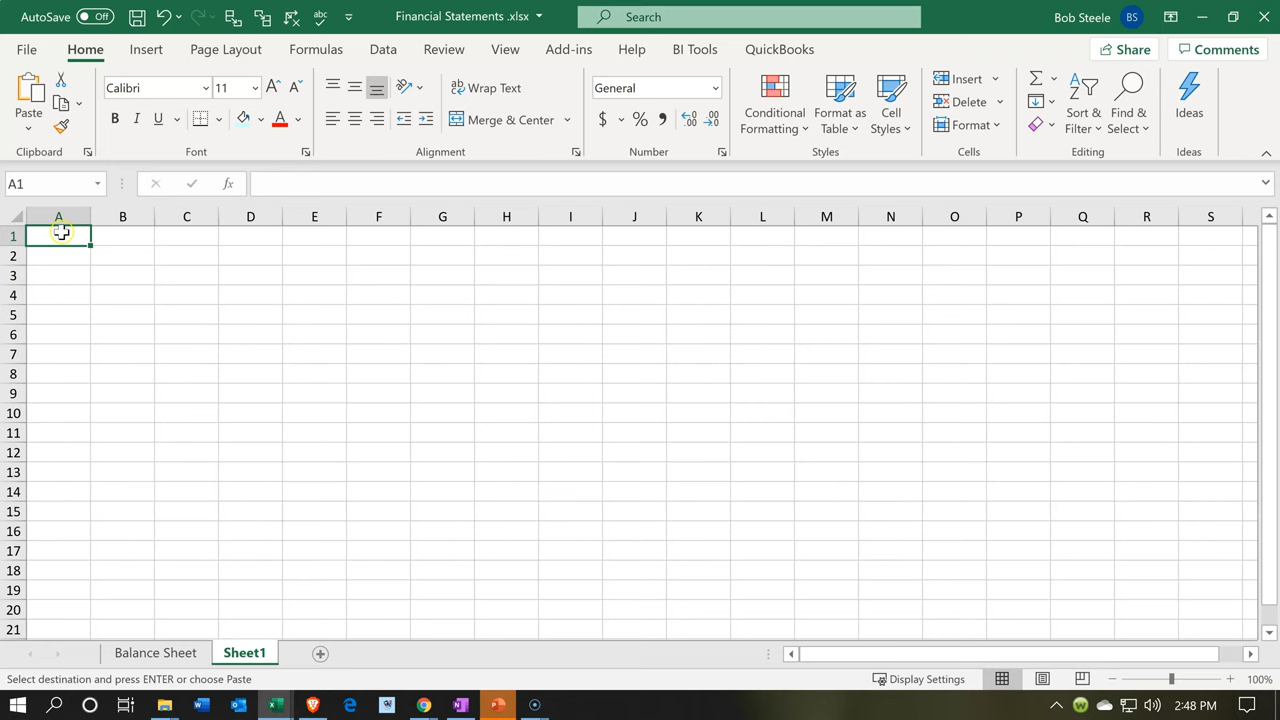 AutoSave Off Financial Statements .xlsx Search Bob Steele BS
File Home Insert Page Layout Formulas Data Review View Add-ins Help BI Tools QuickBooks Share Comments
Calibri 11 Wrap Text General Insert
Paste Conditional Formatting Format as Table Cell Styles Delete Sort & Filter Find & Select Ideas
B I U A Merge & Center $ % Format
Clipboard Font Alignment Number Styles Cells Editing Ideas
A1 fx
A B C D E F G H I J K L M N O P Q R S
1
2
3
4
5
6
7
8
9
10
11
12
13
14
15
16
17
18
19
20
21
Balance Sheet Sheet1
Select destination and press ENTER or choose Paste Display Settings 100%
2:48 PM